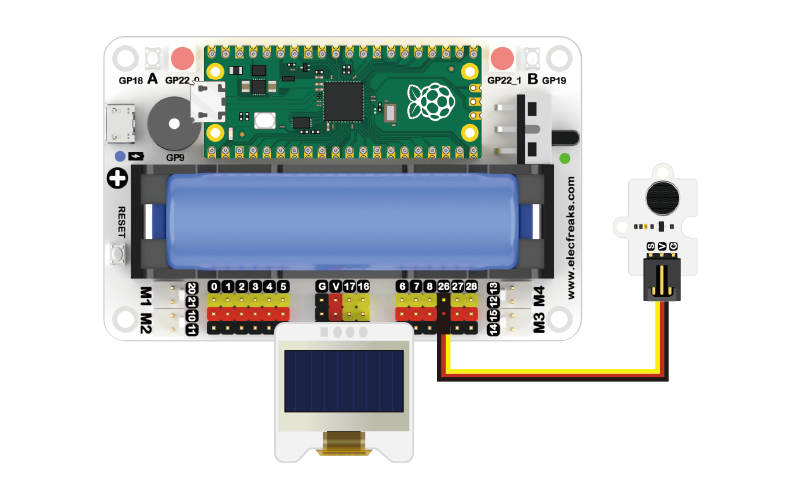 GP18 A GP22_0
GP22_1 B GP19
GP9
RESET
www.elecfreaks.com
M1 20 21
M2 10 11
0 1 2 3 4 5
G V 17 16
6 7 8 26 27 28
13 12 M4
15 14 M3
S V G